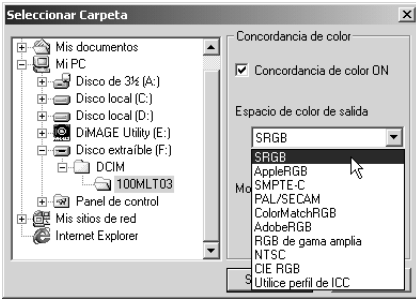 Seleccionar Carpeta
Mis documentos
Mi PC
Disco de 3½ (A:)
Disco local (C:)
Disco local (D:)
DiMAGE Utility (E:)
Disco extraíble (F:)
DCIM
100MLT03
Panel de control
Mis sitios de red
Internet Explorer
Concordancia de color
Concordancia de color ON
Espacio de color de salida
SRGB
SRGB
AppleRGB
SMPTE-C
PAL/SECAM
ColorMatchRGB
AdobeRGB
RGB de gama amplia
NTSC
CIE RGB
Utilice perfil de ICC